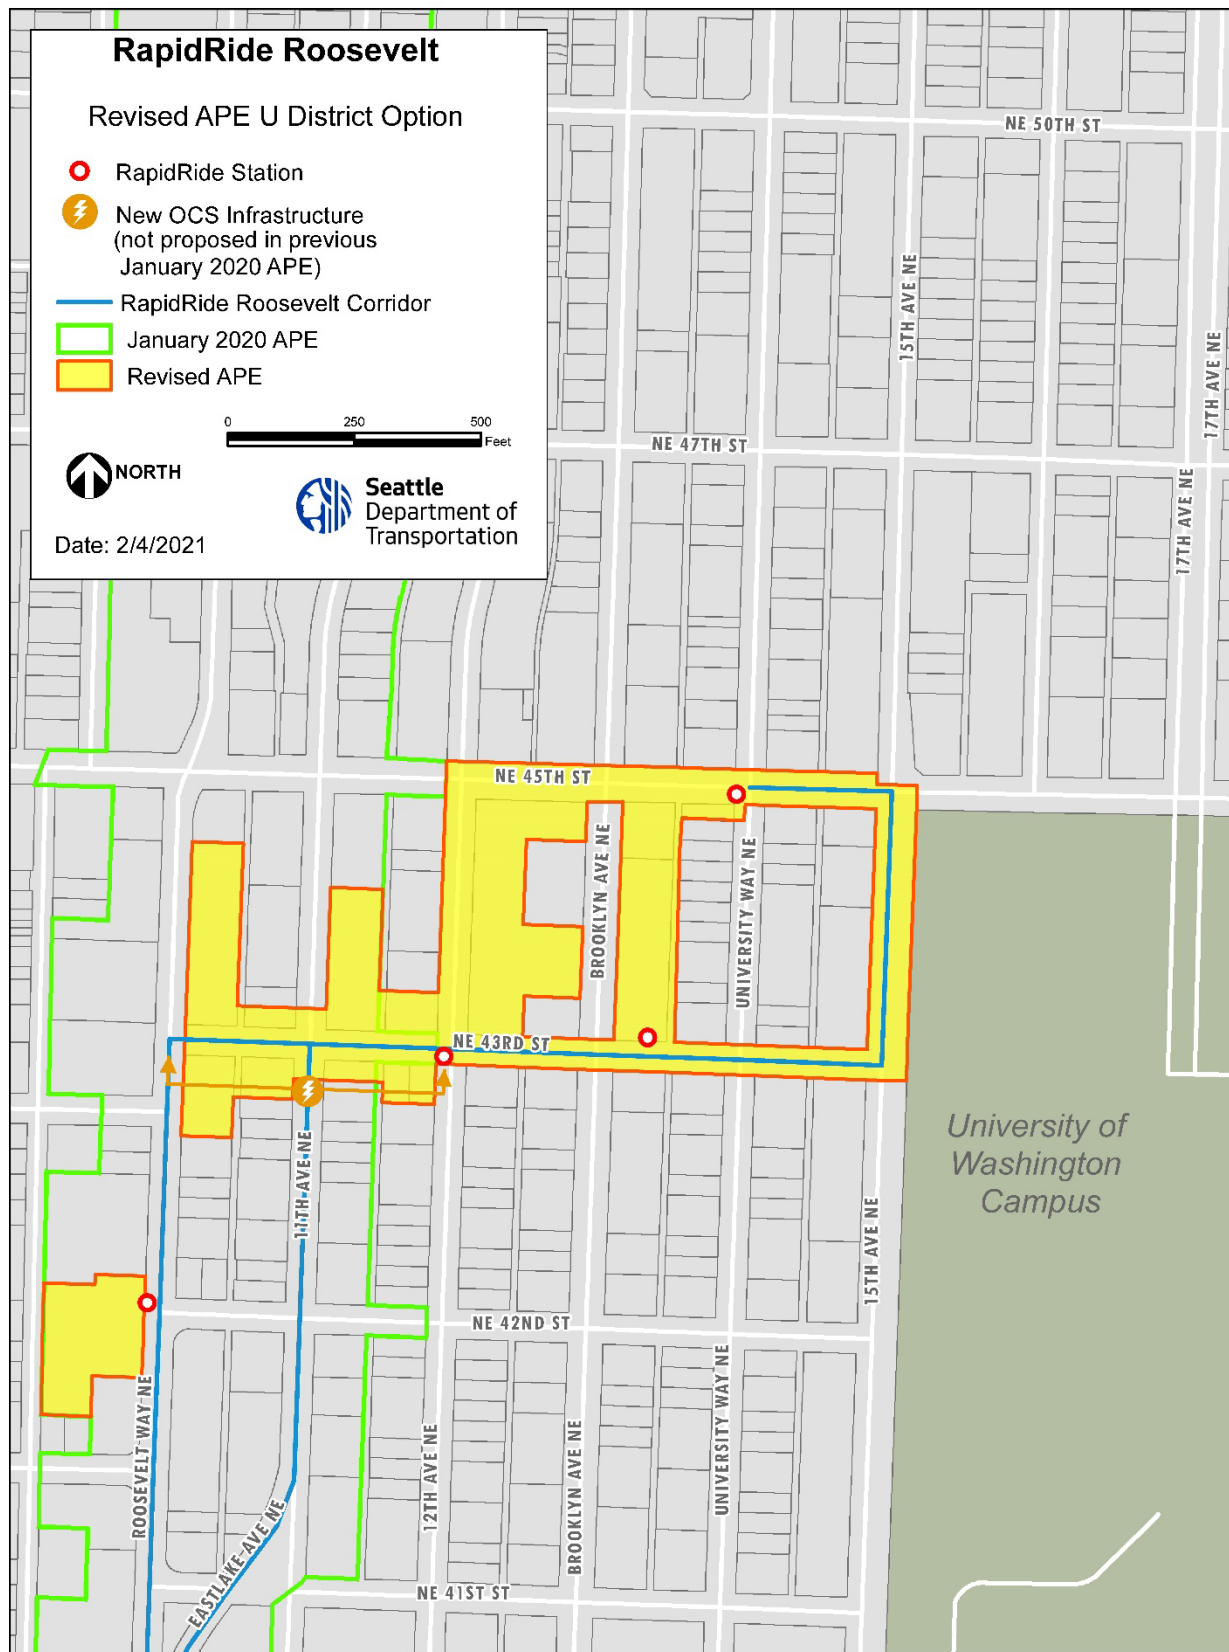 RapidRide Roosevelt
Revised APE U District Option
RapidRide Station
New OCS Infrastructure
(not proposed in previous
January 2020 APE)
RapidRide Roosevelt Corridor
January 2020 APE
Revised APE
0 250 500
Feet
NORTH
Seattle
Department of
Transportation
Date: 2/4/2021
NE 50TH ST
15TH AVE NE
17TH AVE NE
NE 47TH ST
17TH AVE NE
NE 45TH ST
BROOKLYN AVE NE
UNIVERSITY WAY NE
NE 43RD ST
11TH AVE NE
University of
Washington
Campus
15TH AVE NE
NE 42ND ST
ROOSEVELT WAY NE
12TH AVE NE
BROOKLYN AVE NE
UNIVERSITY WAY NE
EASTLAKE AVE NE
NE 41ST ST